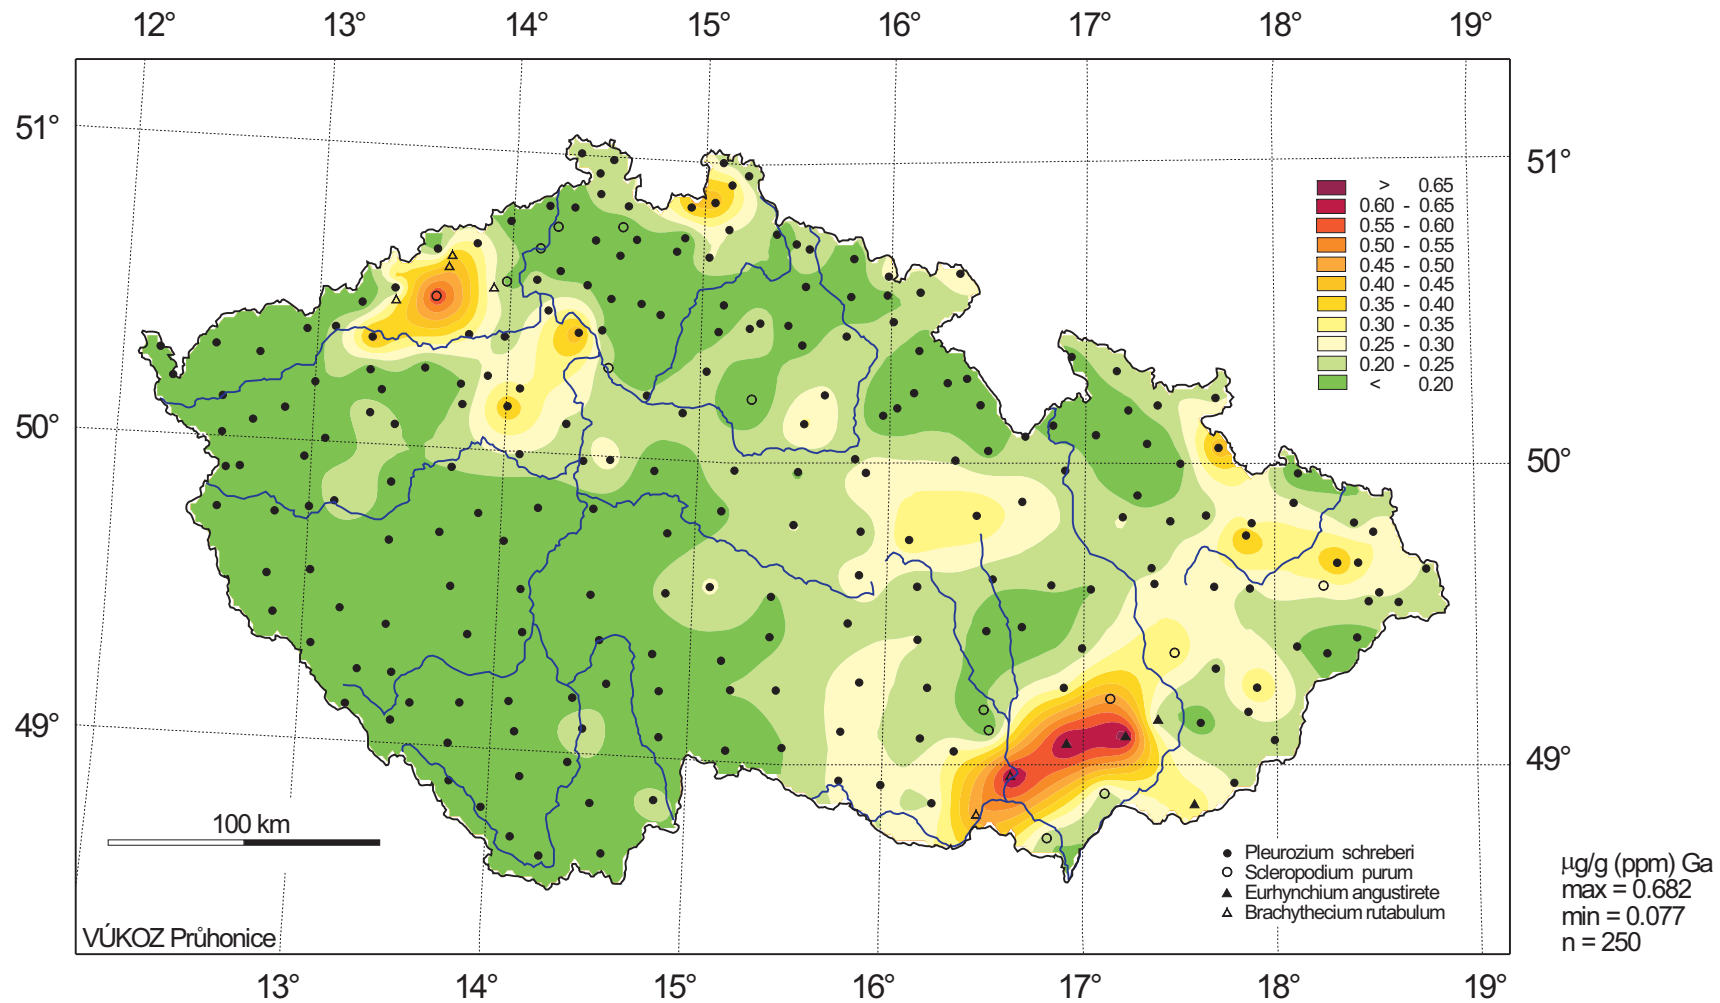 12° 13° 14° 15° 16° 17° 18° 19°
51°
51°
> 0.65
0.60 - 0.65
0.55 - 0.60
0.50 - 0.55
0.45 - 0.50
0.40 - 0.45
0.35 - 0.40
0.30 - 0.35
0.25 - 0.30
0.20 - 0.25
< 0.20
50°
50°
49°
49°
100 km
Pleurozium schreberi
Scleropodium purum
Eurhynchium angustirete
Brachythecium rutabulum
µg/g (ppm) Ga
max = 0.682
min = 0.077
n = 250
VÚKOZ Průhonice
13° 14° 15° 16° 17° 18° 19°